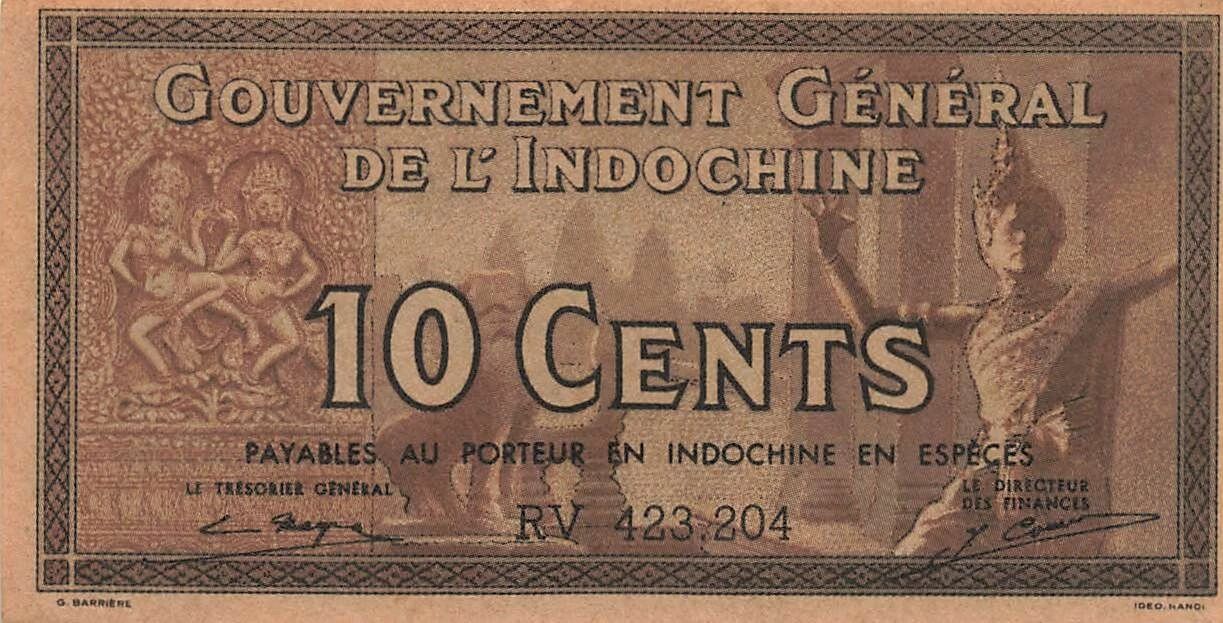 GOUVERNEMENT GÉNÉRAL
DE L'INDOCHINE
10 CENTS
PAYABLES AU PORTEUR EN INDOCHINE EN ESPÈCES
LE TRÉSORIER GÉNÉRAL
LE DIRECTEUR
DES FINANCES
RV 423.204
G. BARRIÈRE
IDEO. HANOI